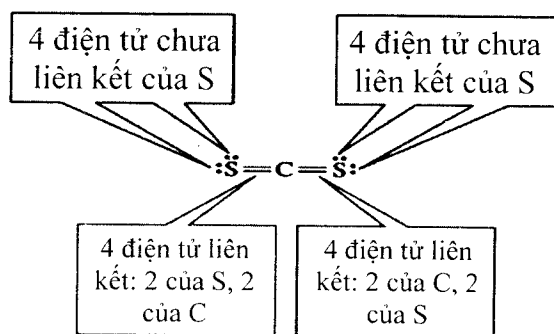 4 điện tử chưa
liên kết của S
4 điện tử chưa
liên kết của S
:S̈=C=S̈:
4 điện tử liên
kết: 2 của S, 2
của C
4 điện tử liên
kết: 2 của C, 2
của S